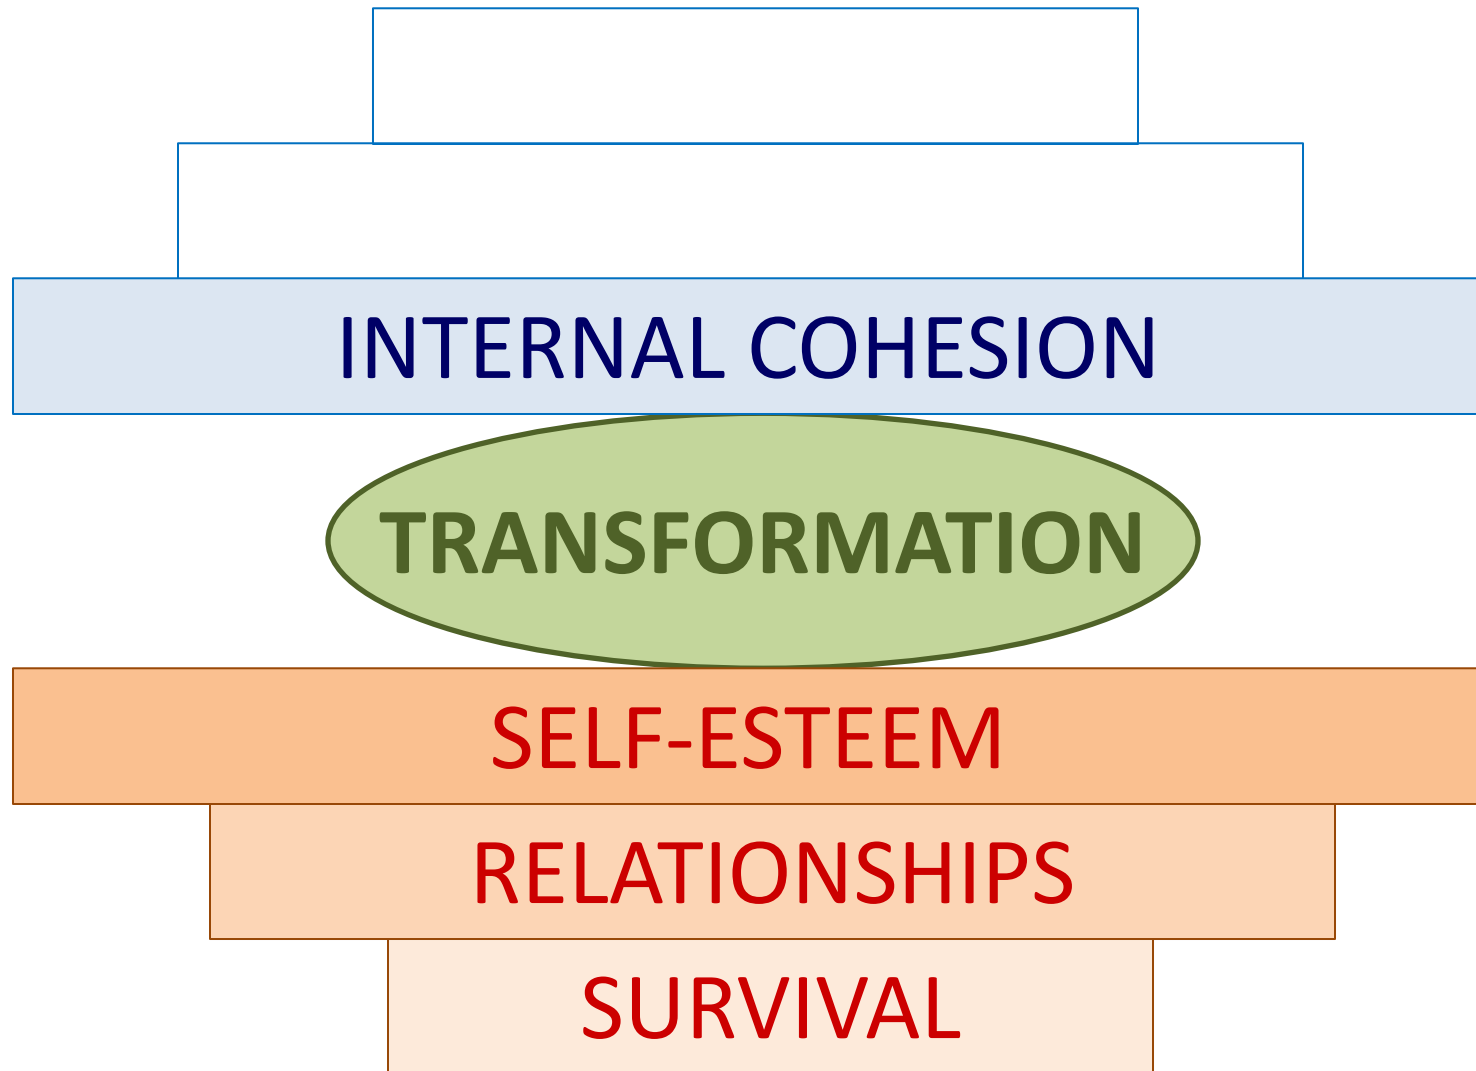 INTERNAL COHESION
TRANSFORMATION
SELF-ESTEEM
RELATIONSHIPS
SURVIVAL